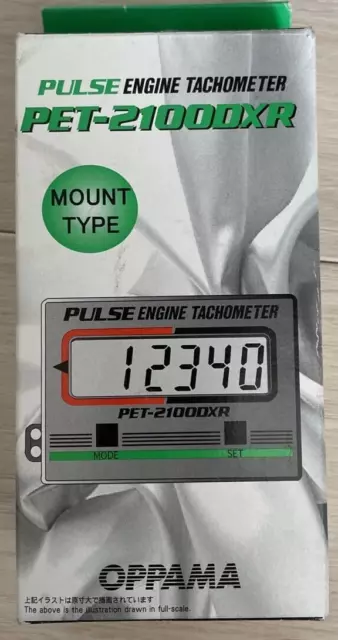 PULSE ENGINE TACHOMETER
PET-2100DXR
MOUNT
TYPE
PULSE ENGINE TACHOMETER
12340
PET-2100DXR
MODE SET
OPPAMA
上記イラストは原寸大で描画されています
The above is the illustration drawn in full-scale.